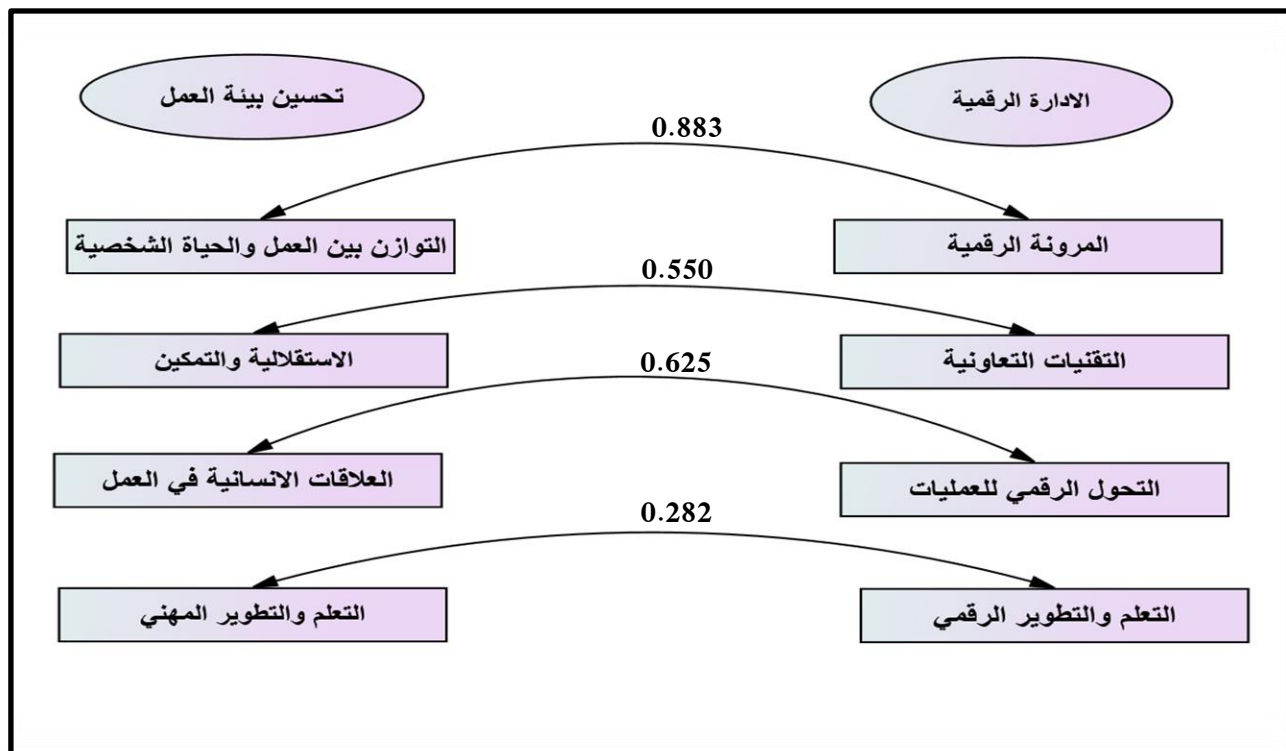 الادارة الرقمية
تحسين بيئة العمل
0.883
المرونة الرقمية
التوازن بين العمل والحياة الشخصية
0.550
التقنيات التعاونية
الاستقلالية والتمكين
0.625
التحول الرقمي للعمليات
العلاقات الانسانية في العمل
0.282
التعلم والتطوير الرقمي
التعلم والتطوير المهني